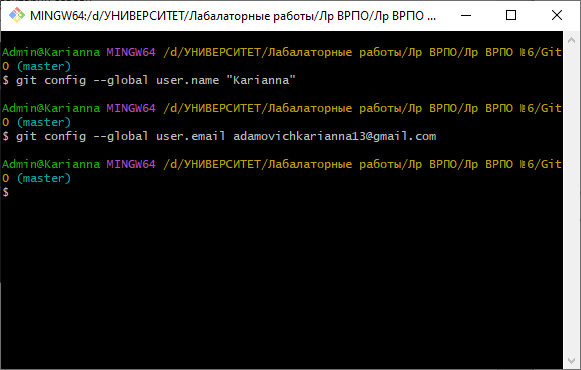 MINGW64:/d/УНИВЕРСИТЕТ/Лабалаторные работы/Лр ВРПО/Лр ВРПО ...
Admin@Karianna MINGW64 /d/УНИВЕРСИТЕТ/Лабалаторные работы/Лр ВРПО/Лр ВРПО №6/Git
0 (master)
$ git config --global user.name "Karianna"
Admin@Karianna MINGW64 /d/УНИВЕРСИТЕТ/Лабалаторные работы/Лр ВРПО/Лр ВРПО №6/Git
0 (master)
$ git config --global user.email adamovichkarianna13@gmail.com
Admin@Karianna MINGW64 /d/УНИВЕРСИТЕТ/Лабалаторные работы/Лр ВРПО/Лр ВРПО №6/Git
0 (master)
$